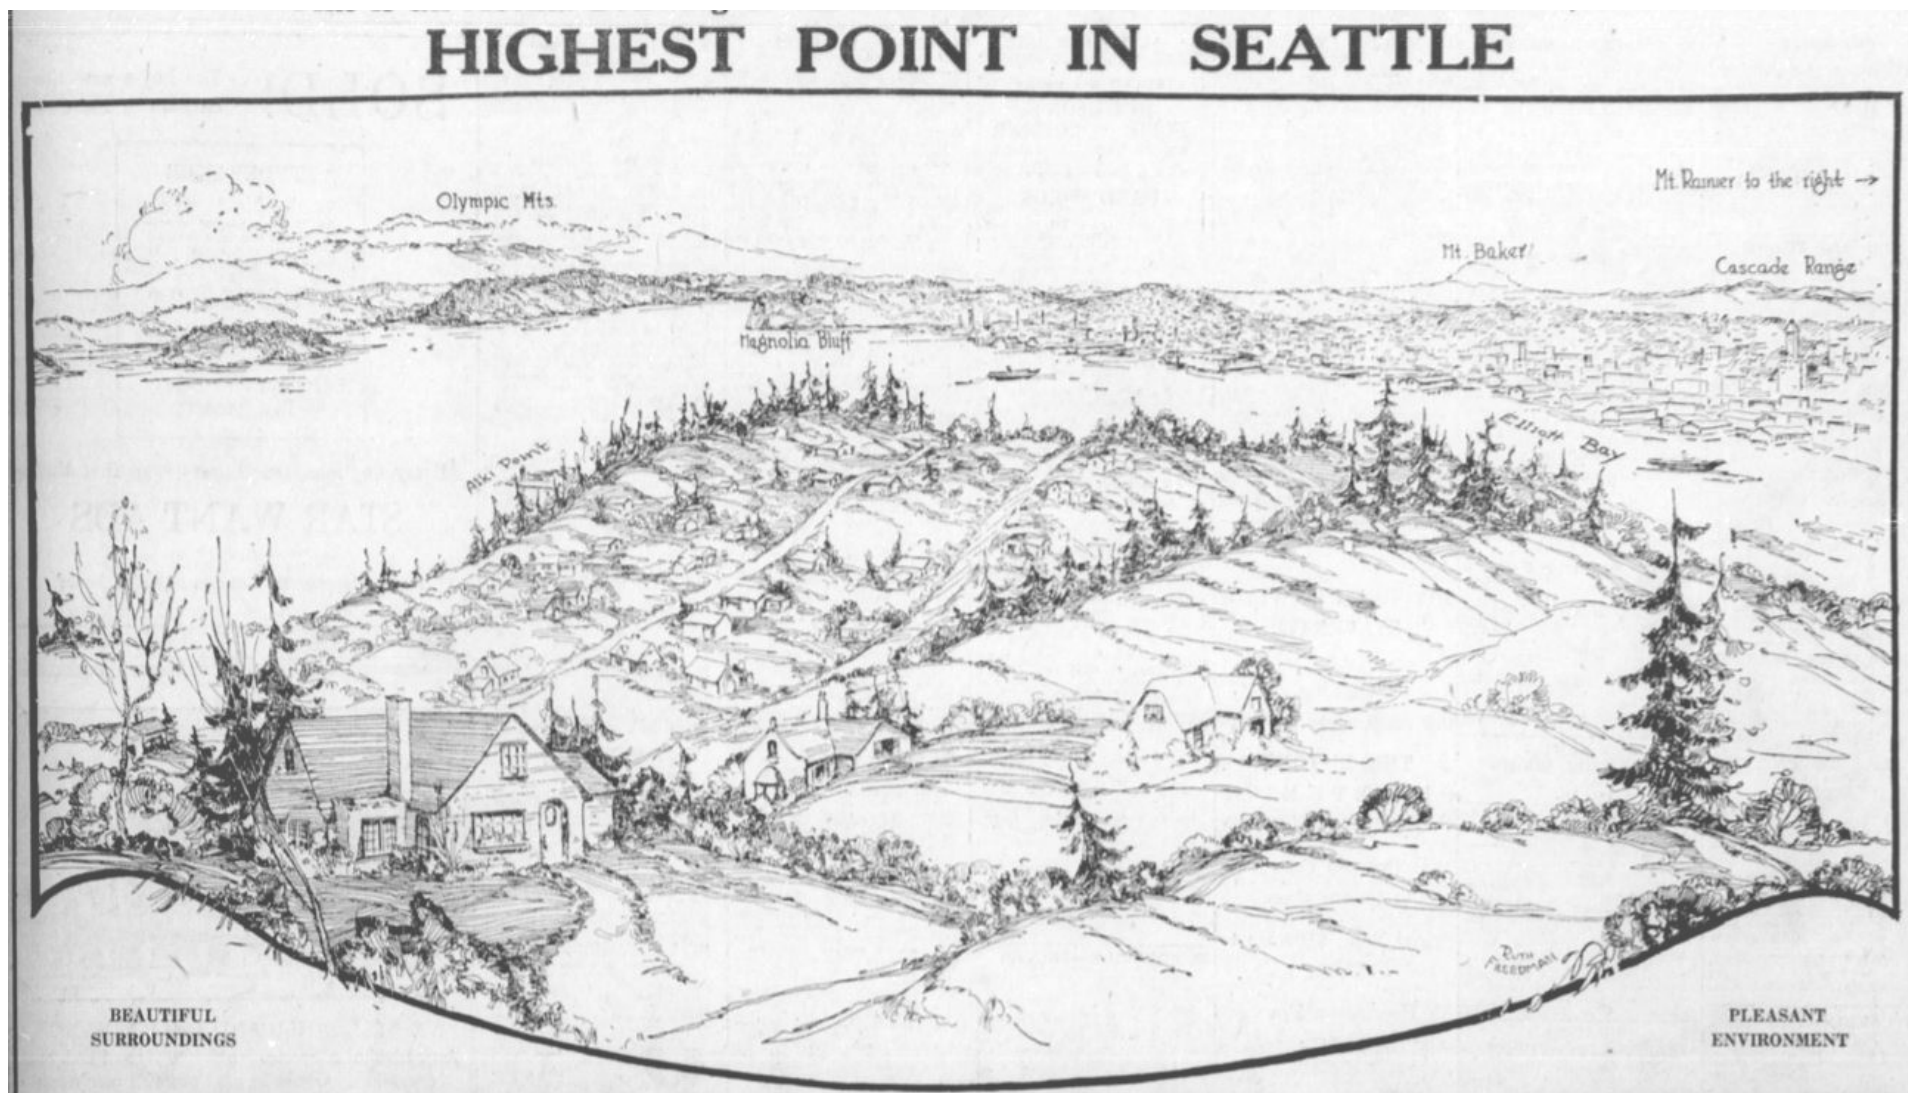 HIGHEST POINT IN SEATTLE
Mt. Rainier to the right →
Olympic Mts.
Mt. Baker
Cascade Range
Magnolia Bluff
Elliott Bay
Alki Point
RUTH
FREEDMAN
BEAUTIFUL
SURROUNDINGS
PLEASANT
ENVIRONMENT